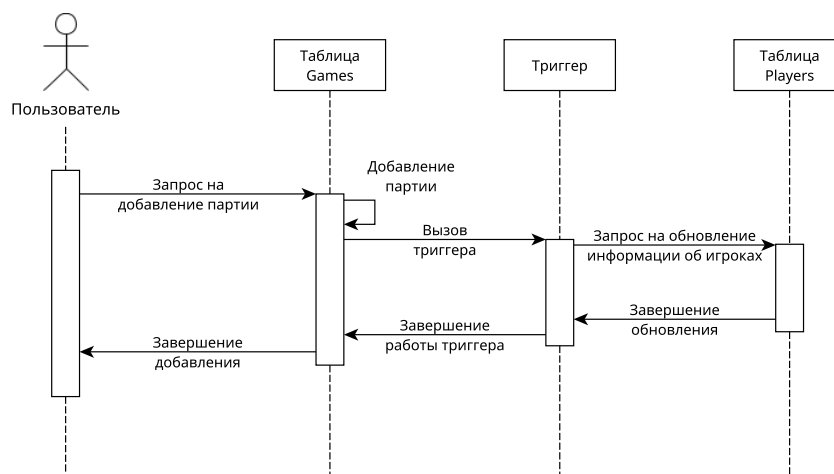 Пользователь
Таблица
Games
Триггер
Таблица
Players
Запрос на
добавление партии
Добавление
партии
Вызов
триггера
Запрос на обновление
информации об игроках
Завершение
обновления
Завершение
работы триггера
Завершение
добавления